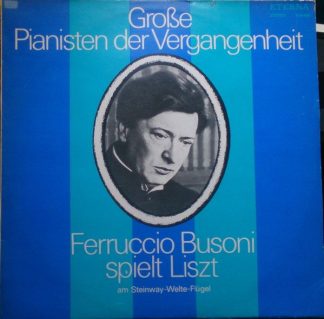 Große
Pianisten der Vergangenheit
ETERNA
Ferruccio Busoni
spielt Liszt
am Steinway-Welte-Flügel